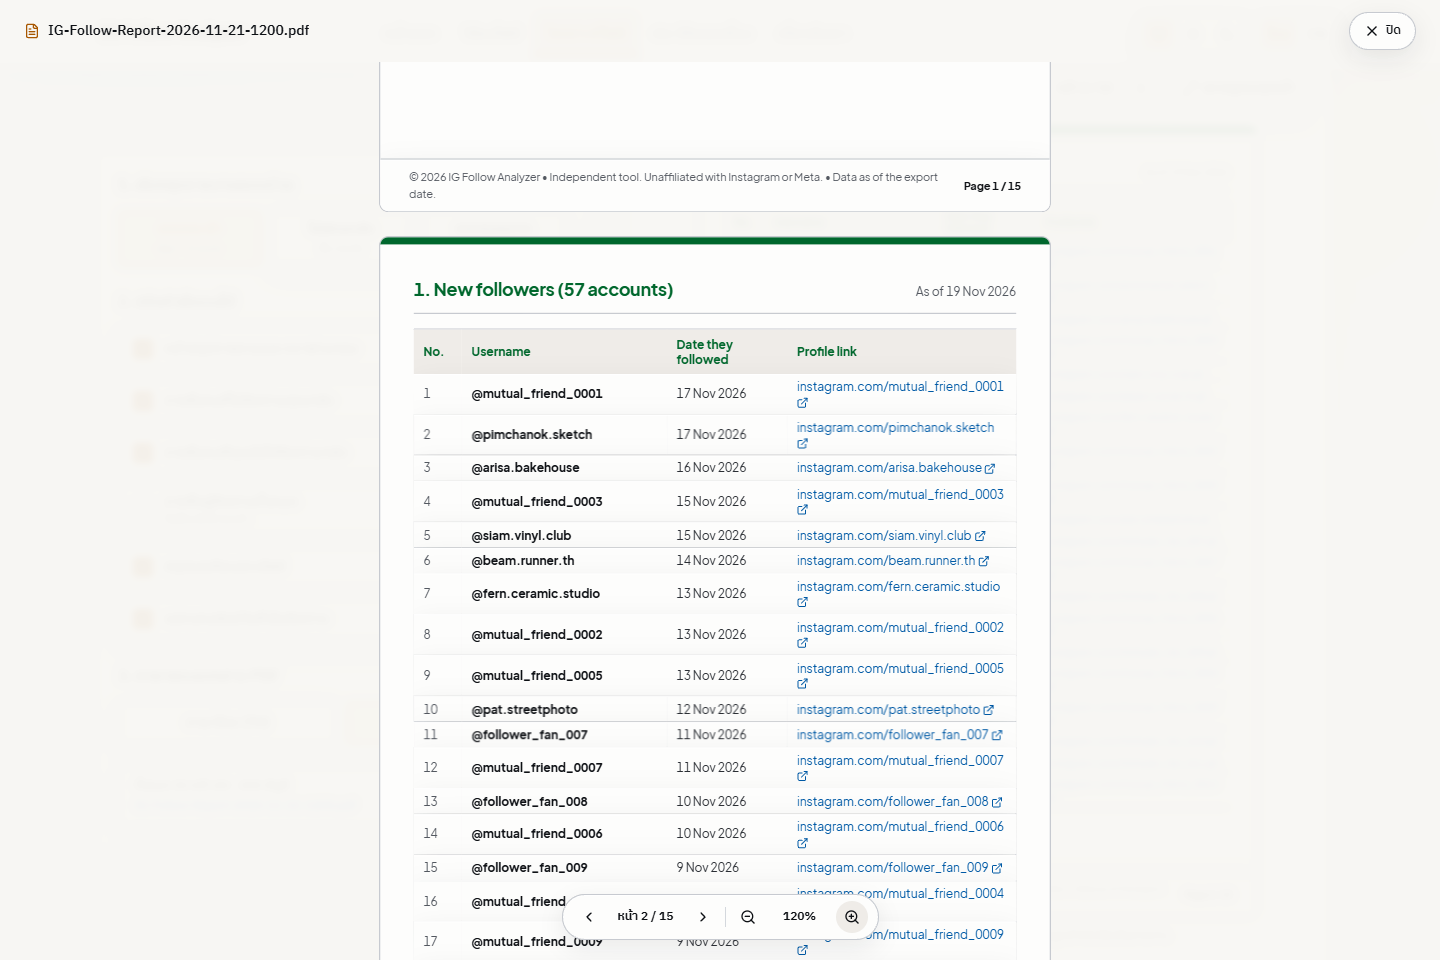 IG-Follow-Report-2026-11-21-1200.pdf
ปิด
© 2026 IG Follow Analyzer • Independent tool. Unaffiliated with Instagram or Meta. • Data as of the export
date.
Page 1 / 15
1. New followers (57 accounts)
As of 19 Nov 2026
No. Username Date they followed Profile link
1 @mutual_friend_0001 17 Nov 2026 instagram.com/mutual_friend_0001
2 @pimchanok.sketch 17 Nov 2026 instagram.com/pimchanok.sketch
3 @arisa.bakehouse 16 Nov 2026 instagram.com/arisa.bakehouse
4 @mutual_friend_0003 15 Nov 2026 instagram.com/mutual_friend_0003
5 @siam.vinyl.club 15 Nov 2026 instagram.com/siam.vinyl.club
6 @beam.runner.th 14 Nov 2026 instagram.com/beam.runner.th
7 @fern.ceramic.studio 13 Nov 2026 instagram.com/fern.ceramic.studio
8 @mutual_friend_0002 13 Nov 2026 instagram.com/mutual_friend_0002
9 @mutual_friend_0005 13 Nov 2026 instagram.com/mutual_friend_0005
10 @pat.streetphoto 12 Nov 2026 instagram.com/pat.streetphoto
11 @follower_fan_007 11 Nov 2026 instagram.com/follower_fan_007
12 @mutual_friend_0007 11 Nov 2026 instagram.com/mutual_friend_0007
13 @follower_fan_008 10 Nov 2026 instagram.com/follower_fan_008
14 @mutual_friend_0006 10 Nov 2026 instagram.com/mutual_friend_0006
15 @follower_fan_009 9 Nov 2026 instagram.com/follower_fan_009
16 @mutual_friend instagram.com/mutual_friend_0004
17 @mutual_friend_0009 9 Nov 2026 com/mutual_friend_0009
หน้า 2 / 15
120%